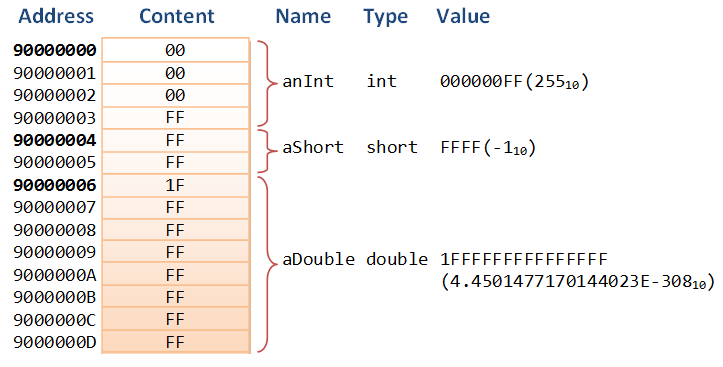 Address Content Name Type Value
90000000 00
90000001 00 anInt int 000000FF(255₁₀)
90000002 00
90000003 FF
90000004 FF aShort short FFFF(-1₁₀)
90000005 FF
90000006 1F
90000007 FF
90000008 FF
90000009 FF aDouble double 1FFFFFFFFFFFFFFF
9000000A FF (4.4501477170144023E-308₁₀)
9000000B FF
9000000C FF
9000000D FF